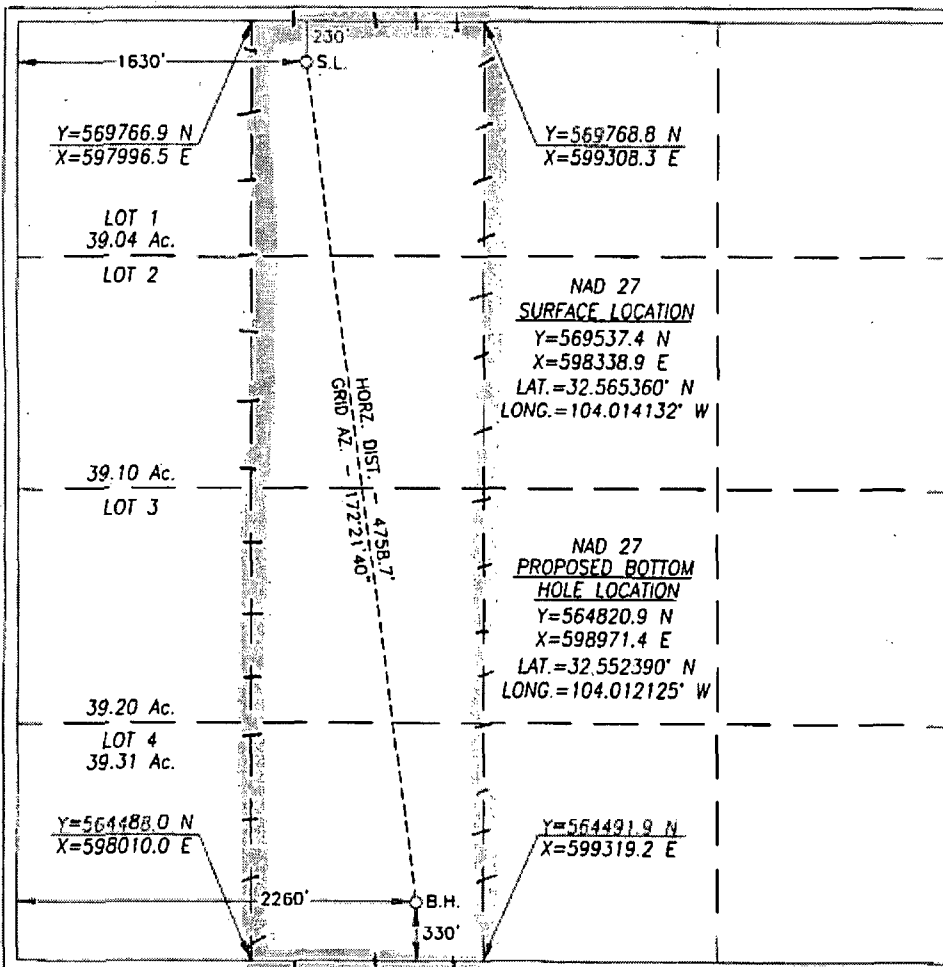 230'
1630'
S.L.
Y=569766.9 N
X=597996.5 E
Y=569768.8 N
X=599308.3 E
LOT 1
39.04 Ac.
LOT 2
NAD 27
SURFACE LOCATION
Y=569537.4 N
X=598338.9 E
LAT.=32.565360° N
LONG.=104.014132° W
HORZ. DIST. - 4758.7'
GRID AZ. - 172°21'40"
39.10 Ac.
LOT 3
NAD 27
PROPOSED BOTTOM
HOLE LOCATION
Y=564820.9 N
X=598971.4 E
LAT.=32.552390° N
LONG.=104.012125° W
39.20 Ac.
LOT 4
39.31 Ac.
Y=564488.0 N
X=598010.0 E
Y=564491.9 N
X=599319.2 E
2260'
B.H.
330'